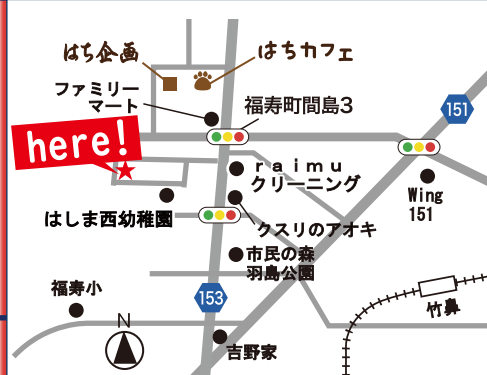 はち企画
はちカフェ
ファミリー
マート
福寿町間島3
151
here!
raimu
クリーニング
Wing
151
はしま西幼稚園
クスリのアオキ
市民の森
羽島公園
福寿小
153
竹鼻
N
吉野家